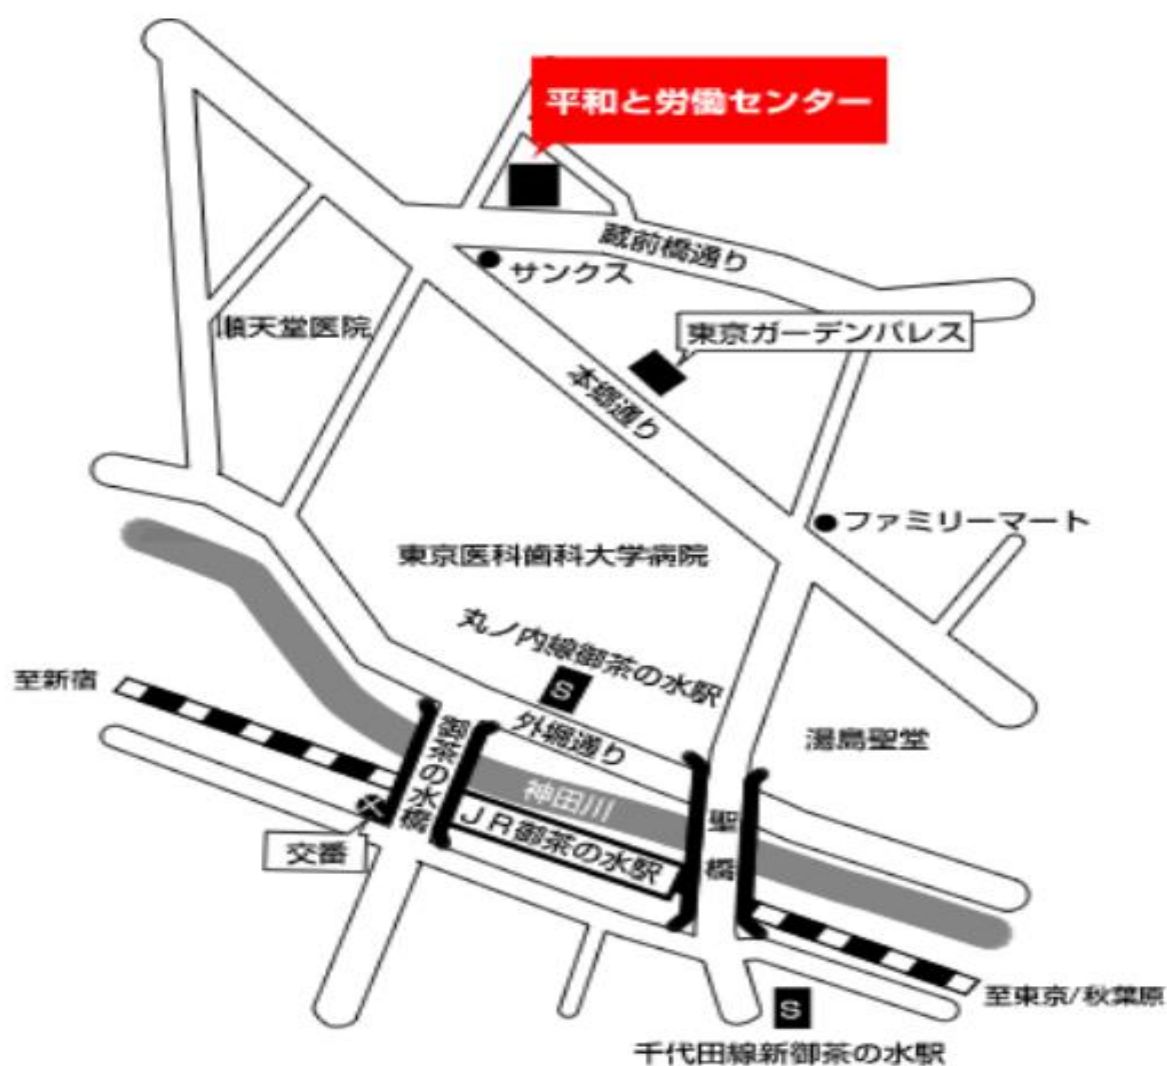 平和と労働センター
蔵前橋通り
サンクス
順天堂医院
東京ガーデンパレス
本郷通り
ファミリーマート
東京医科歯科大学病院
丸ノ内線御茶の水駅
S
至新宿
外堀通り
湯島聖堂
御茶の水橋
神田川
聖橋
JR御茶の水駅
交番
至東京/秋葉原
S
千代田線新御茶の水駅